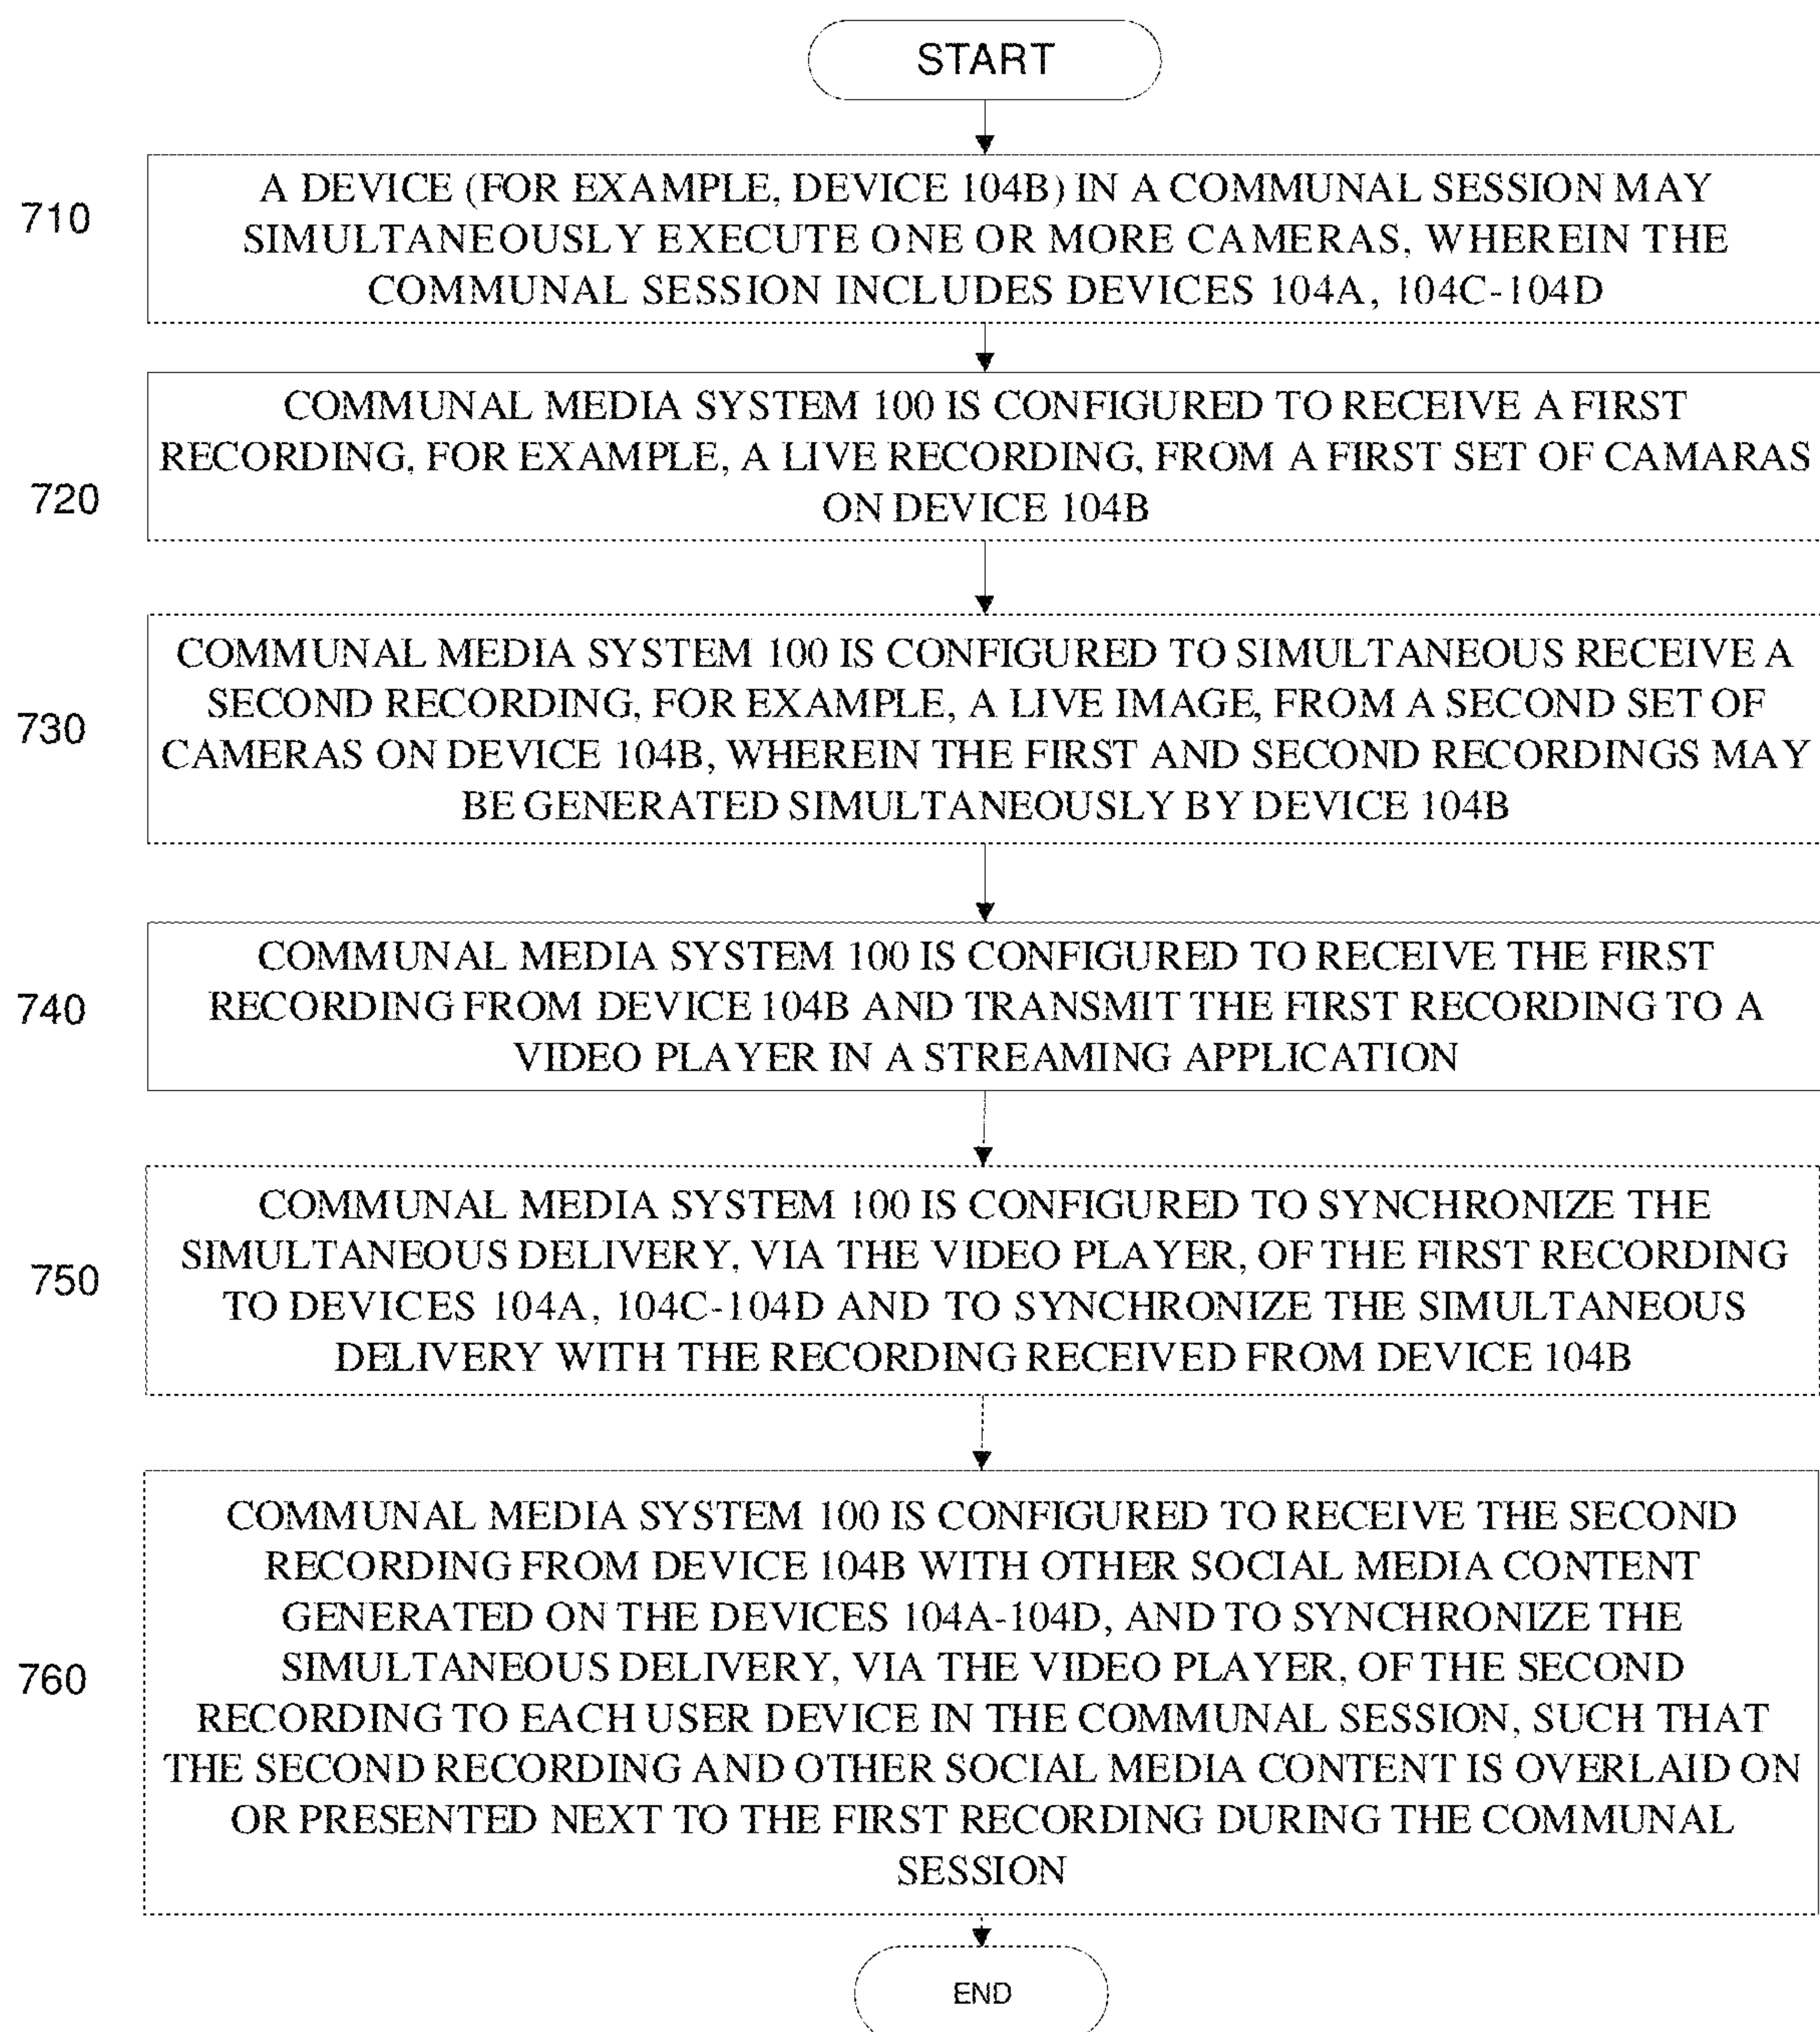 START
710
A DEVICE (FOR EXAMPLE, DEVICE 104B) IN A COMMUNAL SESSION MAY
SIMULTANEOUSLY EXECUTE ONE OR MORE CAMERAS, WHEREIN THE
COMMUNAL SESSION INCLUDES DEVICES 104A, 104C-104D
720
COMMUNAL MEDIA SYSTEM 100 IS CONFIGURED TO RECEIVE A FIRST
RECORDING, FOR EXAMPLE, A LIVE RECORDING, FROM A FIRST SET OF CAMARAS
ON DEVICE 104B
730
COMMUNAL MEDIA SYSTEM 100 IS CONFIGURED TO SIMULTANEOUS RECEIVE A
SECOND RECORDING, FOR EXAMPLE, A LIVE IMAGE, FROM A SECOND SET OF
CAMERAS ON DEVICE 104B, WHEREIN THE FIRST AND SECOND RECORDINGS MAY
BE GENERATED SIMULTANEOUSLY BY DEVICE 104B
740
COMMUNAL MEDIA SYSTEM 100 IS CONFIGURED TO RECEIVE THE FIRST
RECORDING FROM DEVICE 104B AND TRANSMIT THE FIRST RECORDING TO A
VIDEO PLAYER IN A STREAMING APPLICATION
750
COMMUNAL MEDIA SYSTEM 100 IS CONFIGURED TO SYNCHRONIZE THE
SIMULTANEOUS DELIVERY, VIA THE VIDEO PLAYER, OF THE FIRST RECORDING
TO DEVICES 104A, 104C-104D AND TO SYNCHRONIZE THE SIMULTANEOUS
DELIVERY WITH THE RECORDING RECEIVED FROM DEVICE 104B
760
COMMUNAL MEDIA SYSTEM 100 IS CONFIGURED TO RECEIVE THE SECOND
RECORDING FROM DEVICE 104B WITH OTHER SOCIAL MEDIA CONTENT
GENERATED ON THE DEVICES 104A-104D, AND TO SYNCHRONIZE THE
SIMULTANEOUS DELIVERY, VIA THE VIDEO PLAYER, OF THE SECOND
RECORDING TO EACH USER DEVICE IN THE COMMUNAL SESSION, SUCH THAT
THE SECOND RECORDING AND OTHER SOCIAL MEDIA CONTENT IS OVERLAID ON
OR PRESENTED NEXT TO THE FIRST RECORDING DURING THE COMMUNAL
SESSION
END